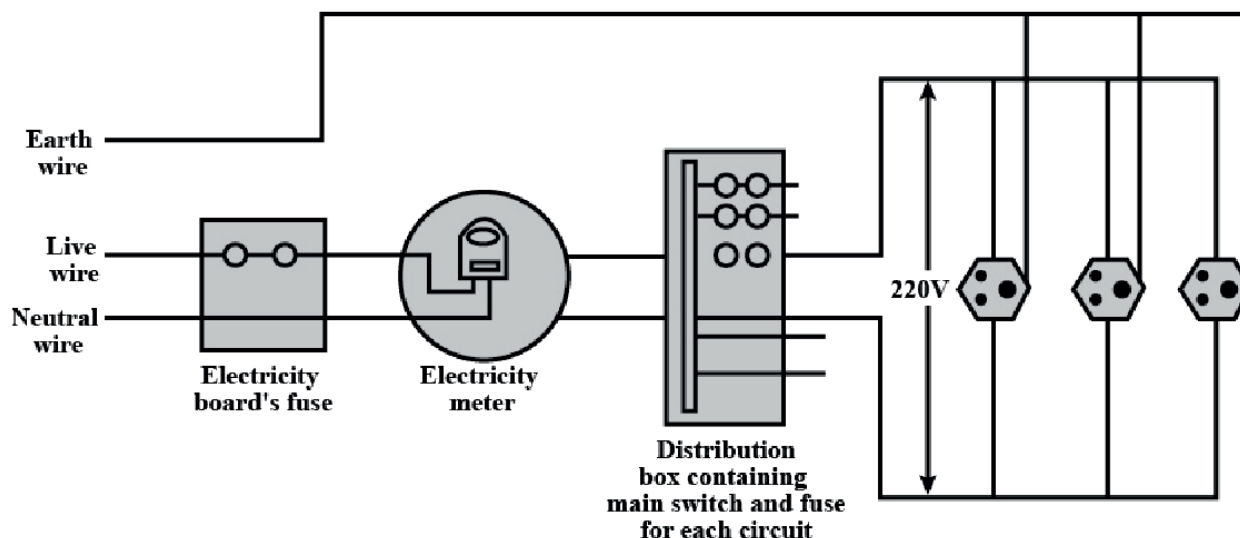 Earth
wire
Live
wire
Neutral
wire
220V
Electricity
board's fuse
Electricity
meter
Distribution
box containing
main switch and fuse
for each circuit